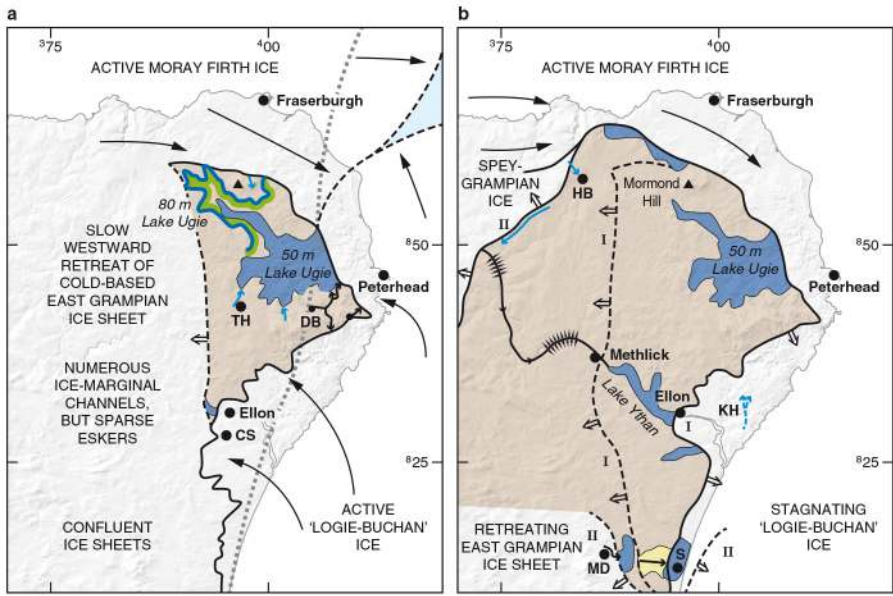 a
³75
⁴00
ACTIVE MORAY FIRTH ICE
Fraserburgh
80 m
Lake Ugie
SLOW
WESTWARD
RETREAT OF
COLD-BASED
EAST GRAMPIAN
ICE SHEET
50 m
Lake Ugie
Peterhead
TH
DB
NUMEROUS
ICE-MARGINAL
CHANNELS,
BUT SPARSE
ESKERS
Ellon
CS
CONFLUENT
ICE SHEETS
ACTIVE
'LOGIE-BUCHAN'
ICE
b
³75
⁴00
ACTIVE MORAY FIRTH ICE
Fraserburgh
SPEY-
GRAMPIAN
ICE
II
HB
Mormond
Hill
I
⁸50
50 m
Lake Ugie
Peterhead
Methlick
Lake Ythan
Ellon
I
KH
⁸25
I
RETREATING
EAST GRAMPIAN
ICE SHEET
II
MD
S
II
STAGNATING
'LOGIE-BUCHAN'
ICE